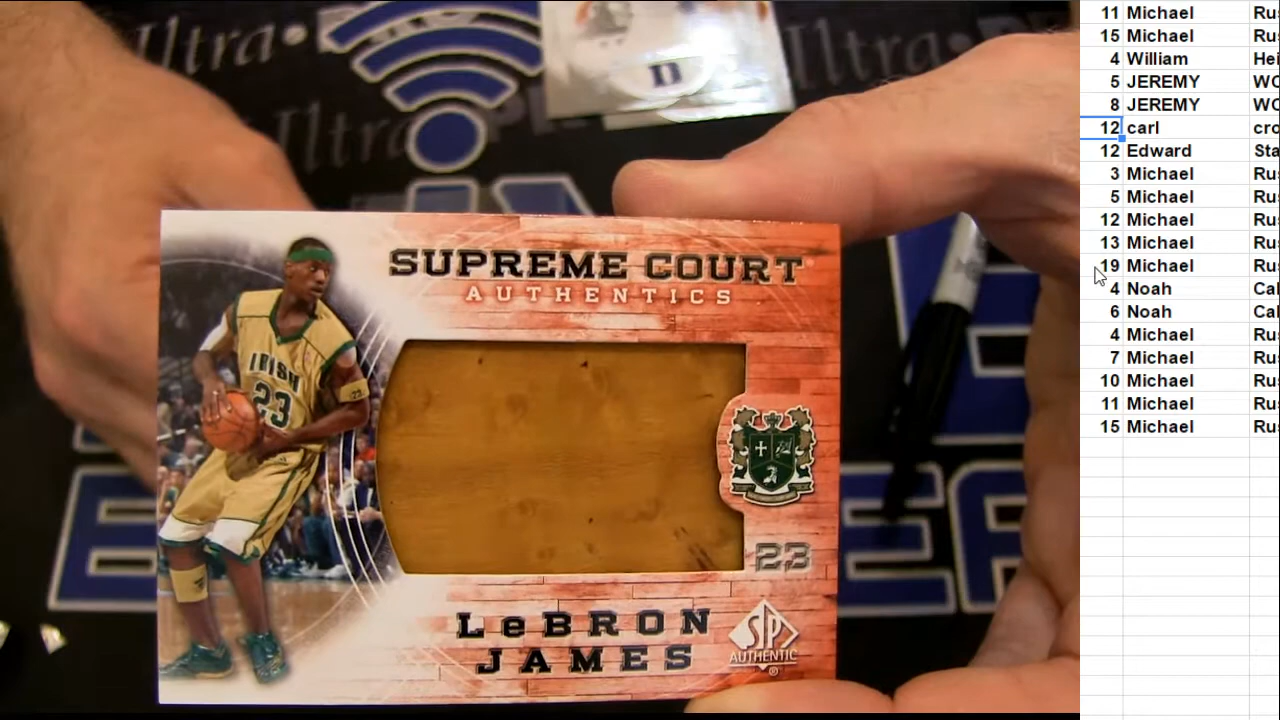 SUPREME COURT
AUTHENTICS
IRISH
23
23
LeBRON
JAMES
SP
AUTHENTIC
D
Ultra
11 Michael
15 Michael
4 William
5 JEREMY
8 JEREMY
12 carl
12 Edward
3 Michael
5 Michael
12 Michael
13 Michael
19 Michael
4 Noah
6 Noah
4 Michael
7 Michael
10 Michael
11 Michael
15 Michael